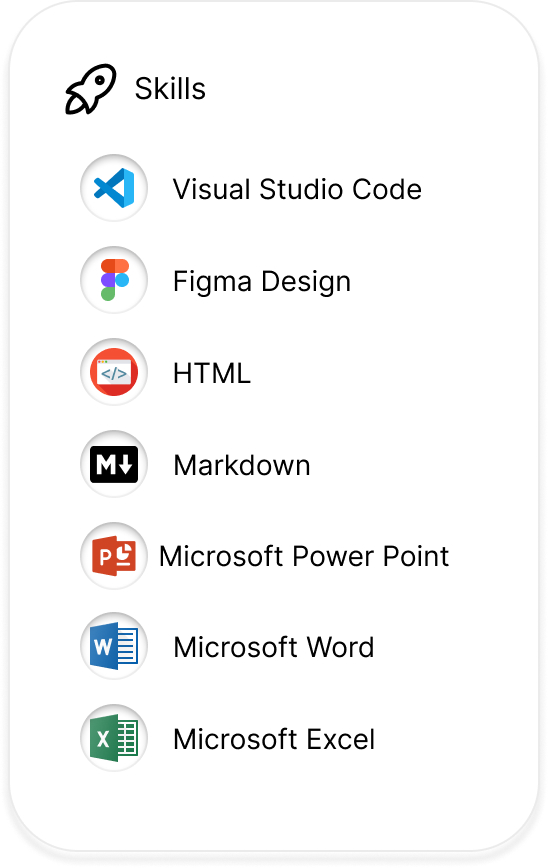 Skills
Visual Studio Code
Figma Design
</>
HTML
M
Markdown
P
Microsoft Power Point
W
Microsoft Word
X
Microsoft Excel